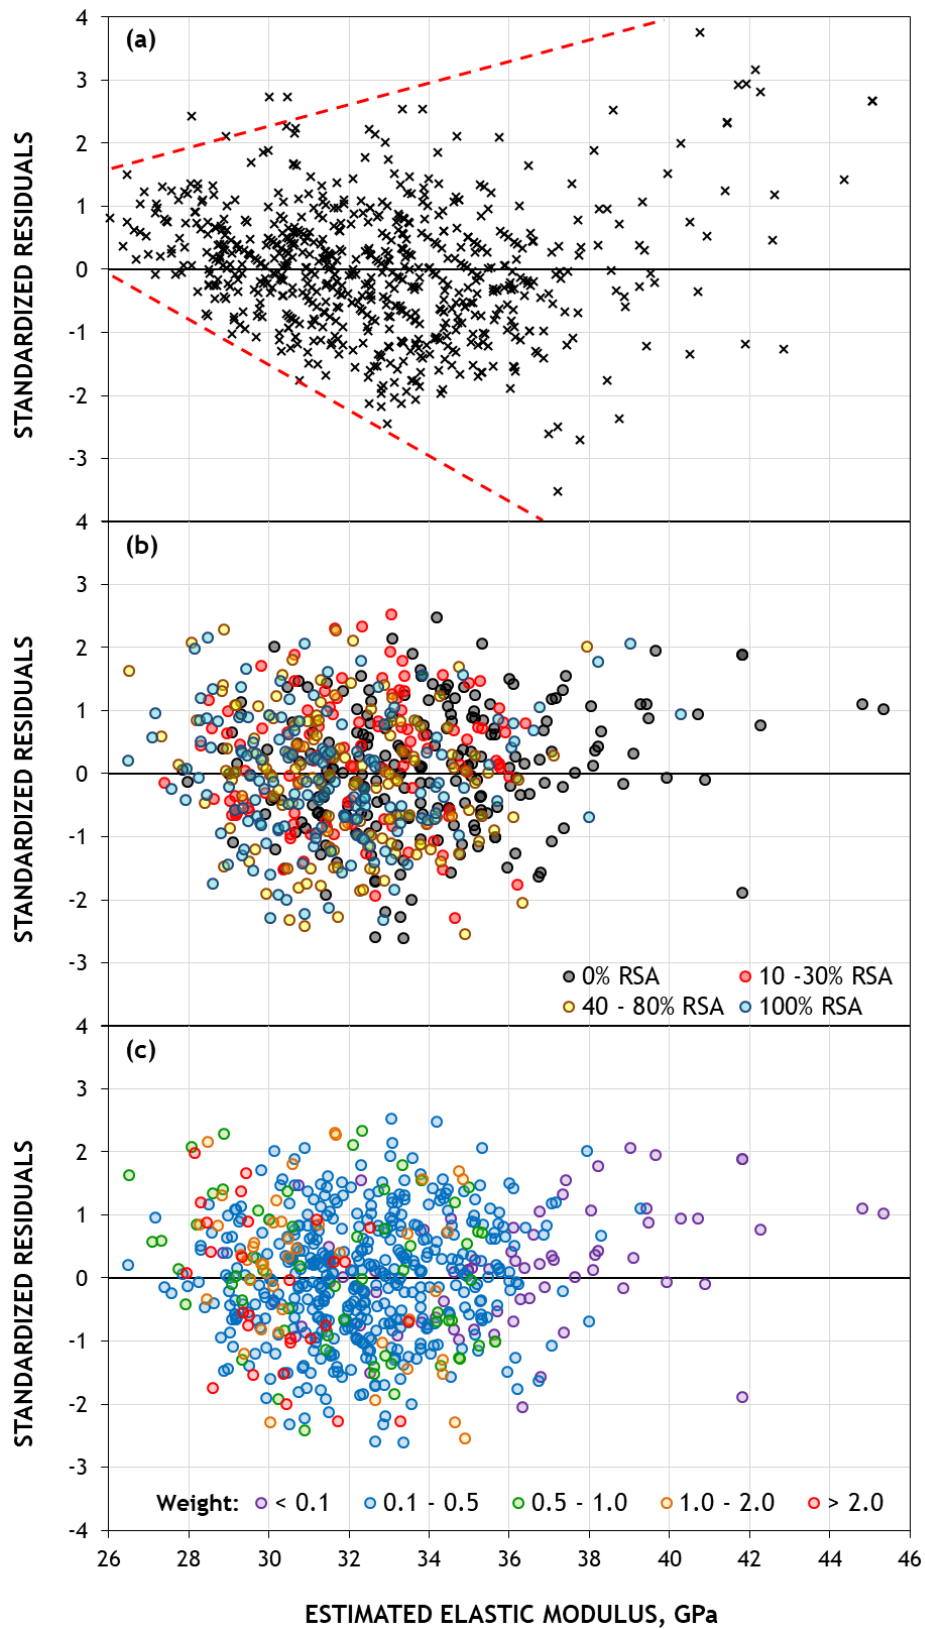 4
(a)
3
2
1
0
-1
-2
-3
STANDARDIZED RESIDUALS
4
(b)
3
2
1
0
-1
-2
-3
STANDARDIZED RESIDUALS
0% RSA
10 -30% RSA
40 - 80% RSA
100% RSA
4
(c)
3
2
1
0
-1
-2
-3
-4
STANDARDIZED RESIDUALS
Weight: < 0.1 0.1 - 0.5 0.5 - 1.0 1.0 - 2.0 > 2.0
26 28 30 32 34 36 38 40 42 44 46
ESTIMATED ELASTIC MODULUS, GPa